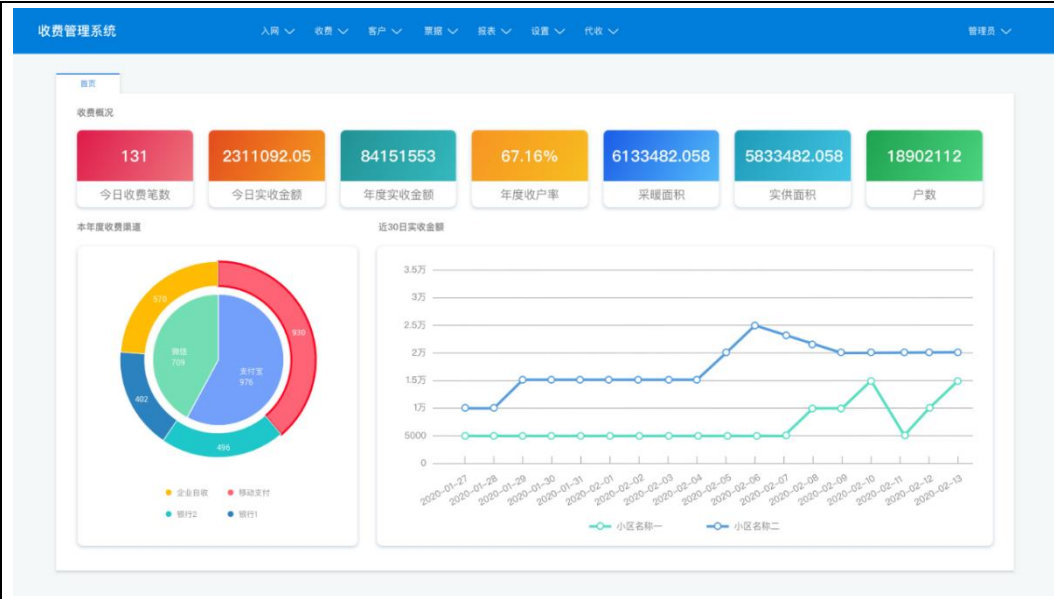 收费管理系统
入网 收费 客户 票据 报表 设置 代收
管理员
首页
收费概况
131 2311092.05 84151553 67.16% 6133482.058 5833482.058 18902112
今日收费笔数 今日实收金额 年度实收金额 年度收户率 采暖面积 实供面积 户数
本年度收费渠道
近30日实收金额
570
930
微信
709
支付宝
976
402
496
企业自收 移动支付
银行2 银行1
3.5万
3万
2.5万
2万
1.5万
1万
5000
0
2020-01-27 2020-01-28 2020-01-29 2020-01-30 2020-01-31 2020-02-01 2020-02-02 2020-02-03 2020-02-04 2020-02-05 2020-02-06 2020-02-07 2020-02-08 2020-02-09 2020-02-10 2020-02-11 2020-02-12 2020-02-13
小区名称一 小区名称二